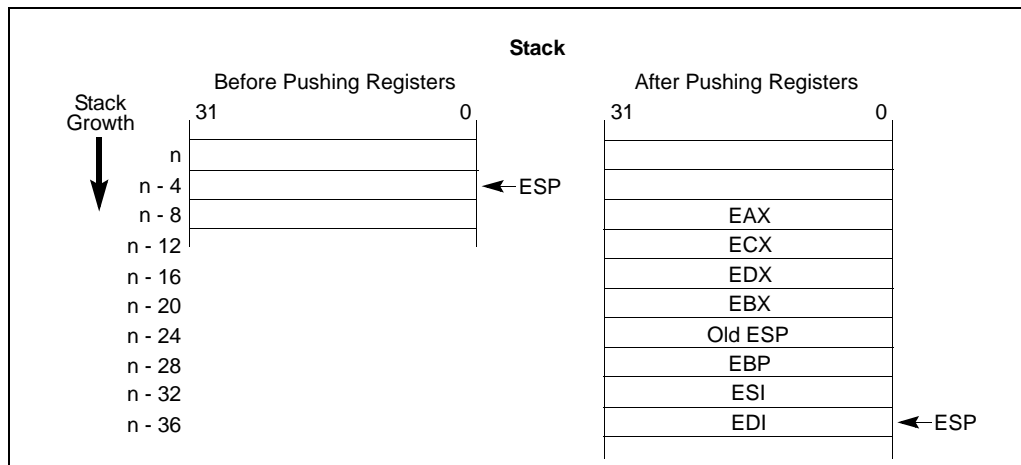 Stack
Before Pushing Registers
After Pushing Registers
Stack
Growth
31 0
31 0
n
n - 4 ESP
n - 8 EAX
n - 12 ECX
n - 16 EDX
n - 20 EBX
n - 24 Old ESP
n - 28 EBP
n - 32 ESI
n - 36 EDI ESP